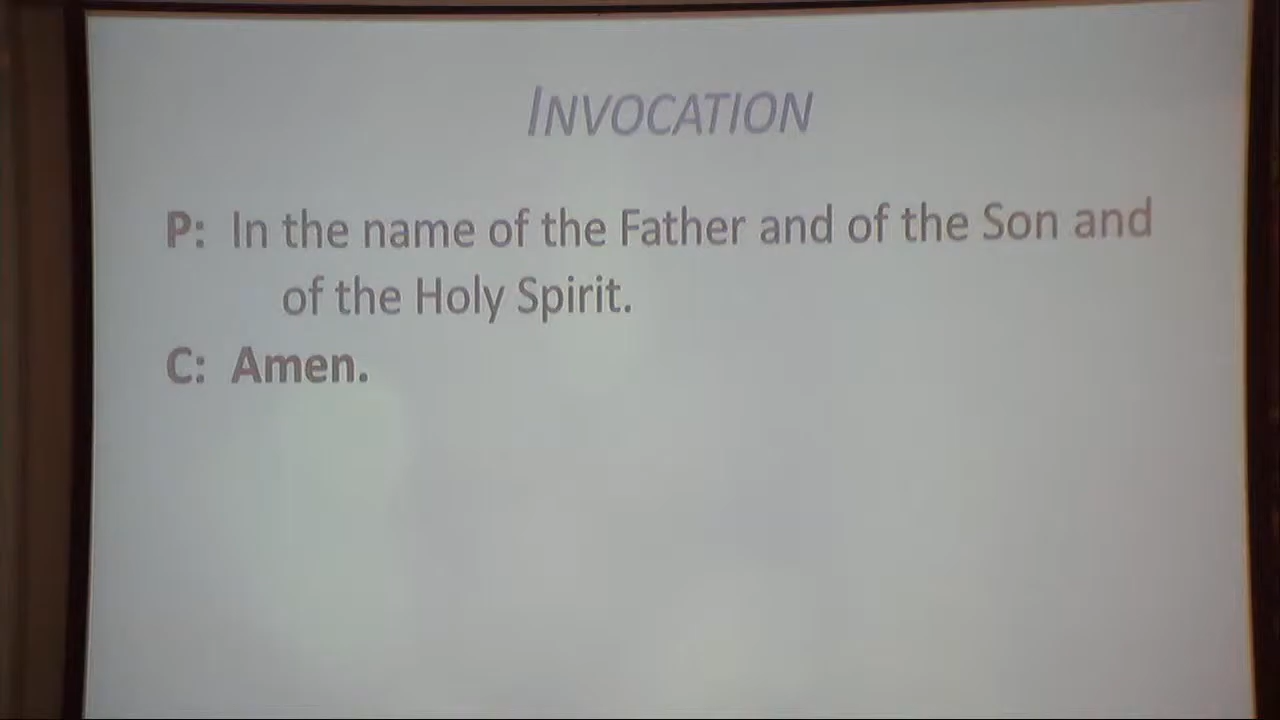 INVOCATION
P: In the name of the Father and of the Son and
of the Holy Spirit.
C: Amen.